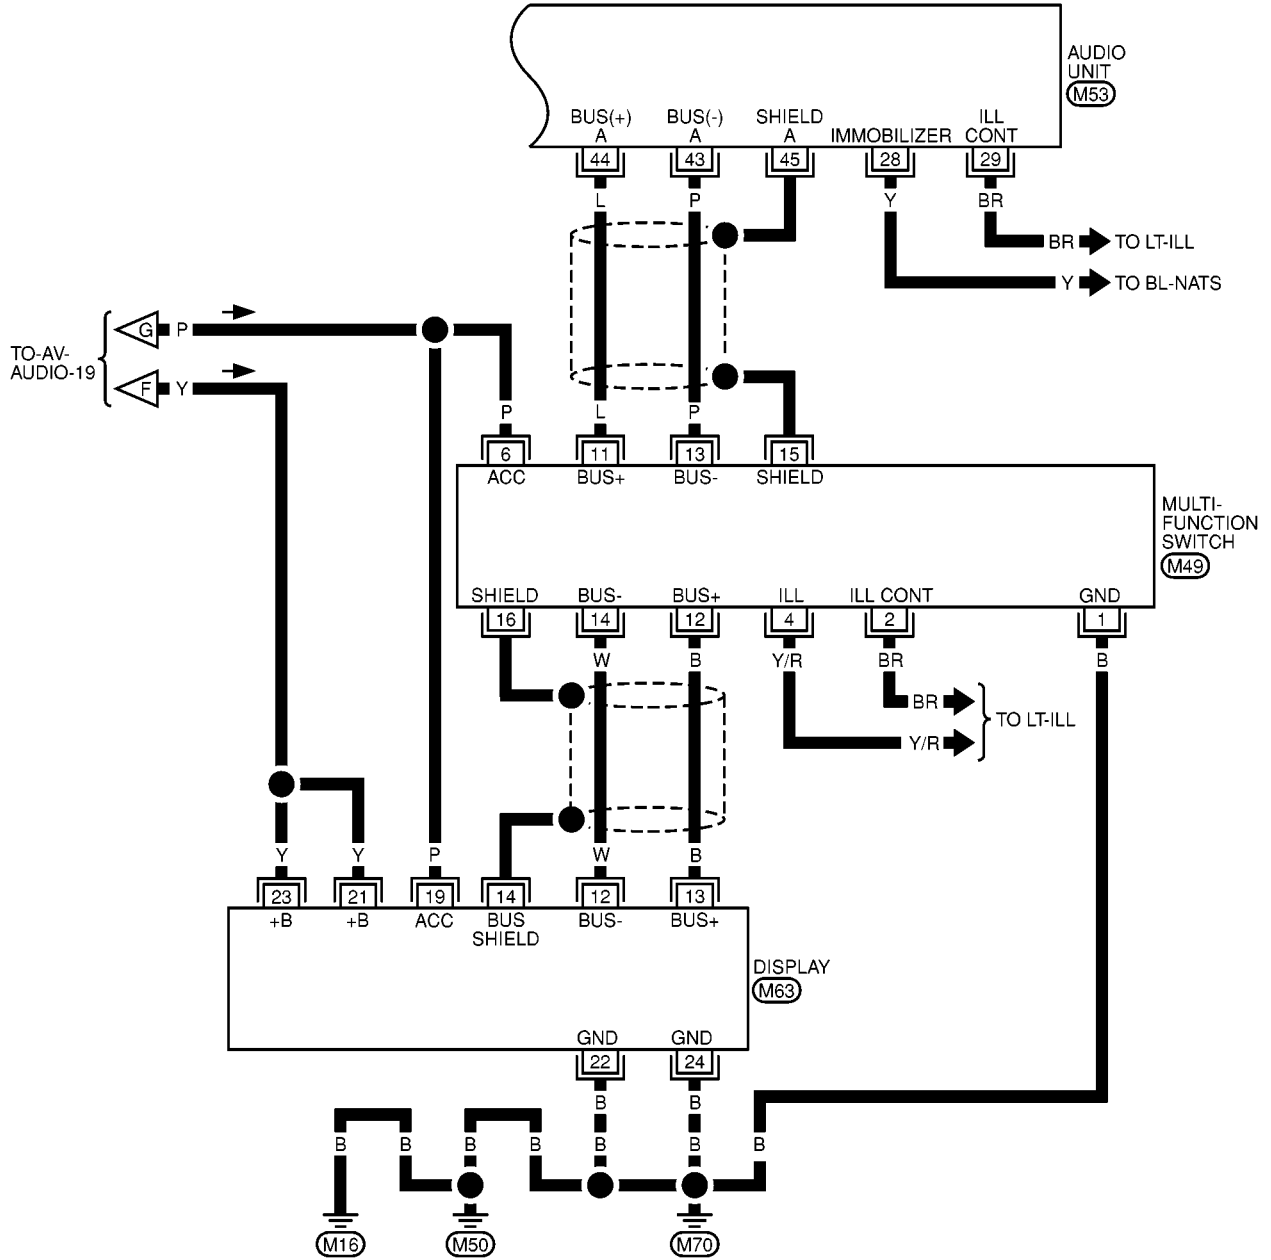 AUDIO
UNIT
M53
BUS(+)
A
BUS(-)
A
SHIELD
A
IMMOBILIZER
ILL
CONT
44
43
45
28
29
L
P
Y
BR
BR
TO LT-ILL
Y
TO BL-NATS
TO-AV-
AUDIO-19
G
P
F
Y
P
L
P
6
11
13
15
ACC
BUS+
BUS-
SHIELD
MULTI-
FUNCTION
SWITCH
M49
SHIELD
BUS-
BUS+
ILL
ILL CONT
GND
16
14
12
4
2
1
W
B
Y/R
BR
B
BR
Y/R
TO LT-ILL
Y
Y
P
W
B
23
21
19
14
12
13
+B
+B
ACC
BUS
SHIELD
BUS-
BUS+
DISPLAY
M63
GND
GND
22
24
B
B
B
B
B
B
B
B
B
M16
M50
M70